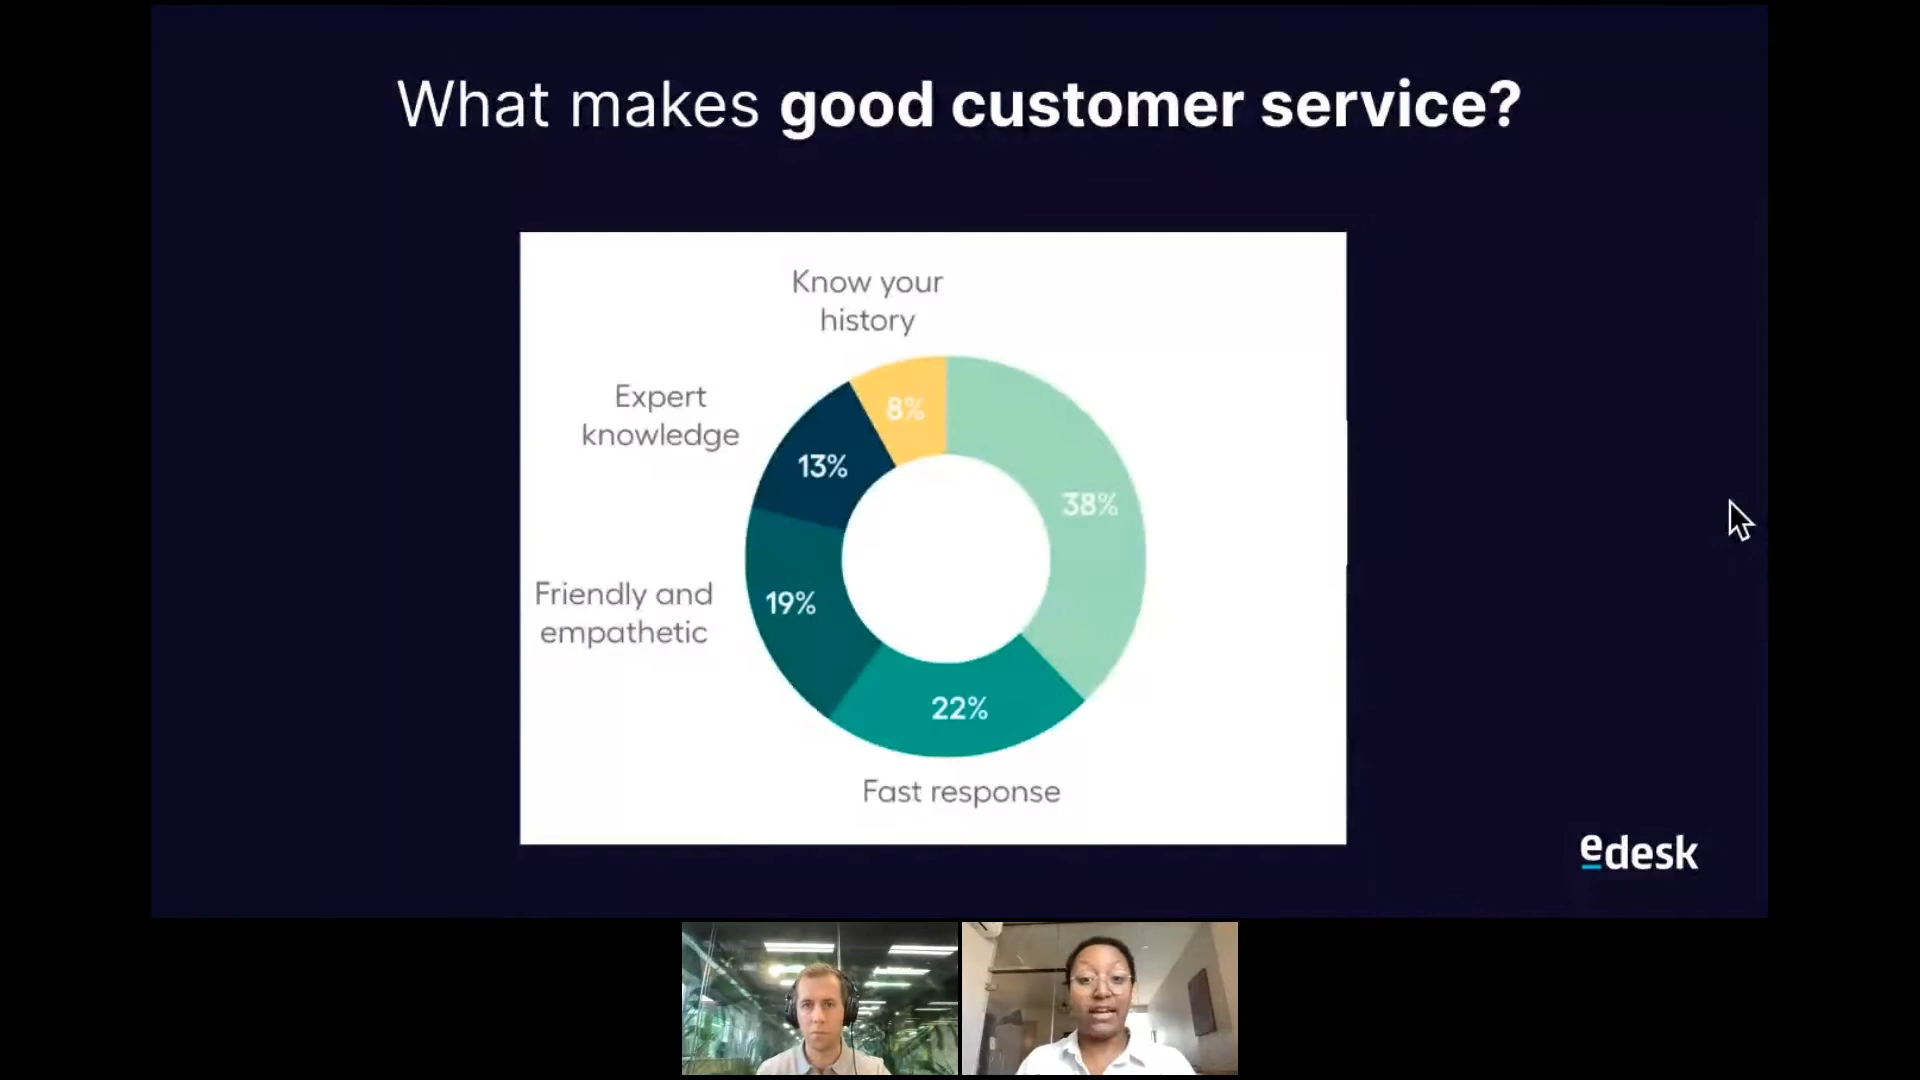 What makes good customer service?
Know your
history
Expert
knowledge
8%
13%
38%
Friendly and
empathetic
19%
22%
Fast response
edesk